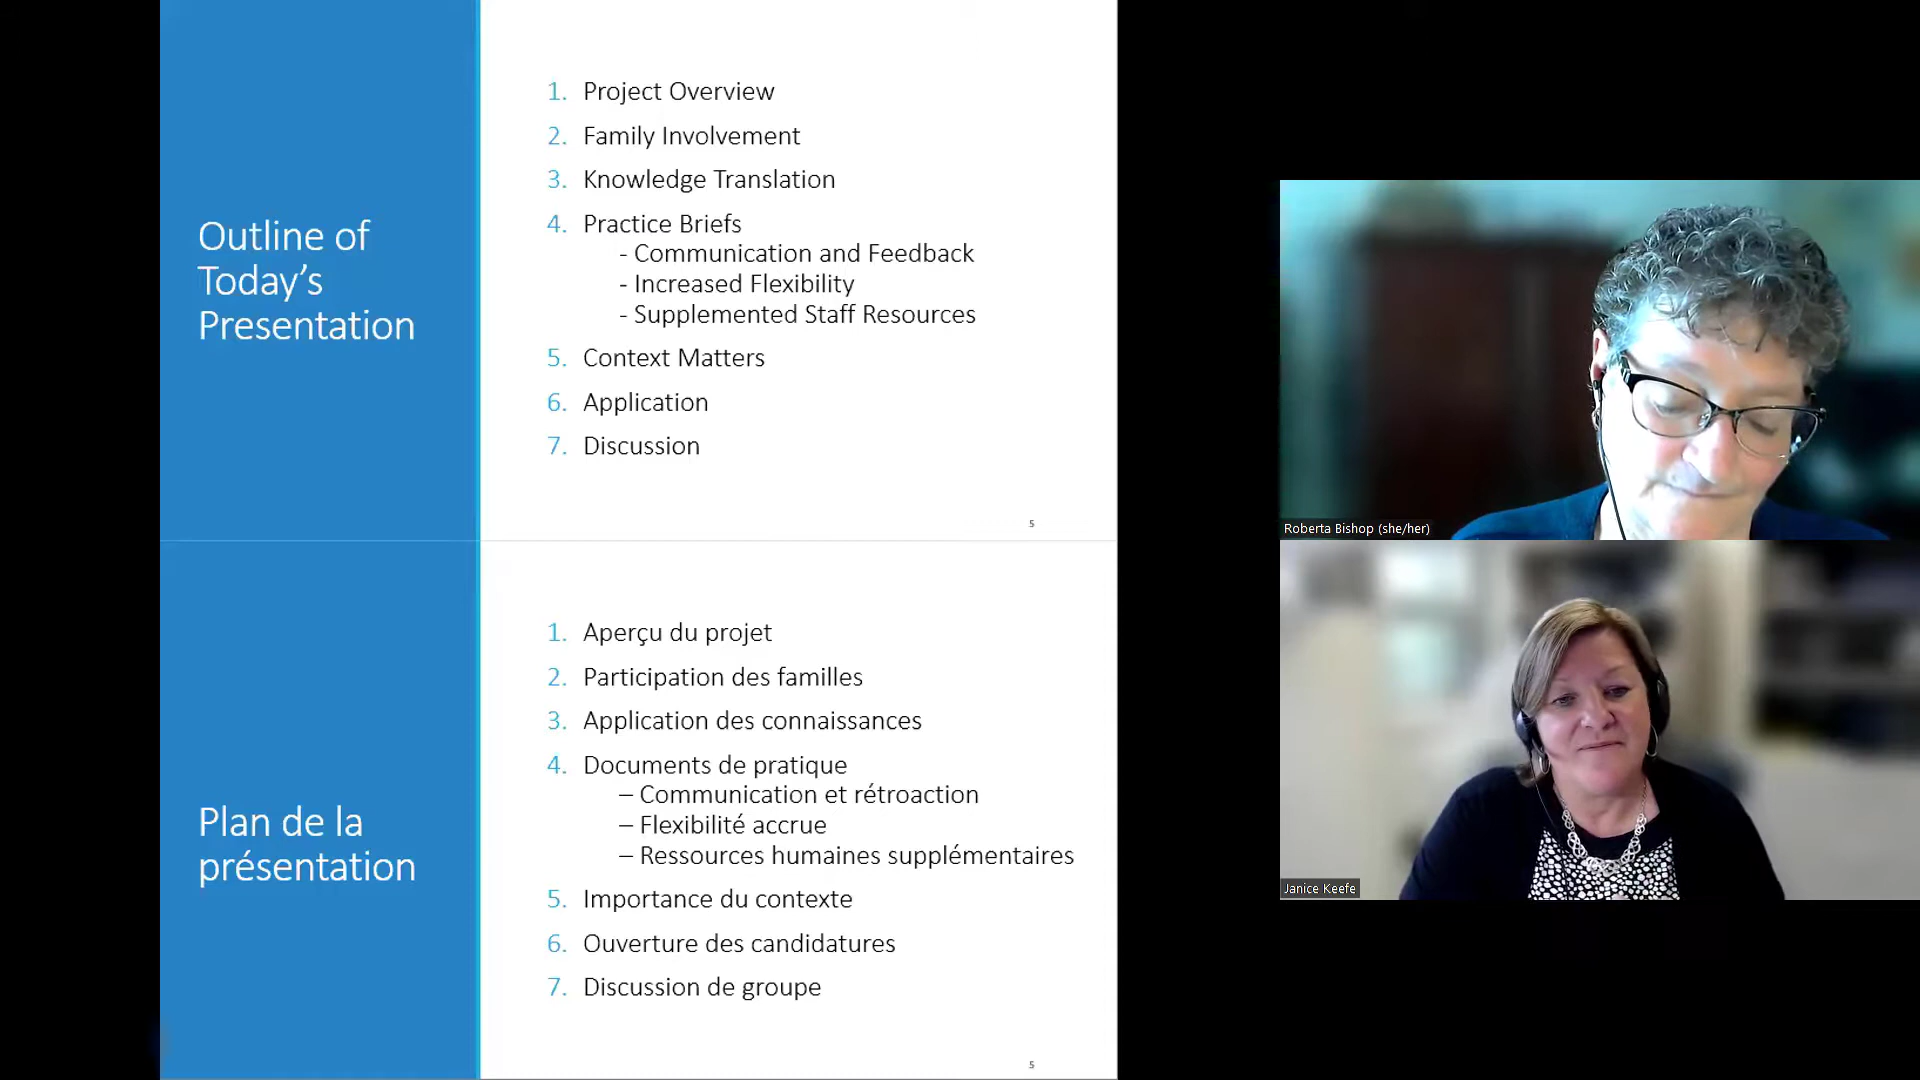 Outline of
Today's
Presentation
1. Project Overview
2. Family Involvement
3. Knowledge Translation
4. Practice Briefs
- Communication and Feedback
- Increased Flexibility
- Supplemented Staff Resources
5. Context Matters
6. Application
7. Discussion
5
Plan de la
présentation
1. Aperçu du projet
2. Participation des familles
3. Application des connaissances
4. Documents de pratique
– Communication et rétroaction
– Flexibilité accrue
– Ressources humaines supplémentaires
5. Importance du contexte
6. Ouverture des candidatures
7. Discussion de groupe
5
Roberta Bishop (she/her)
Janice Keefe